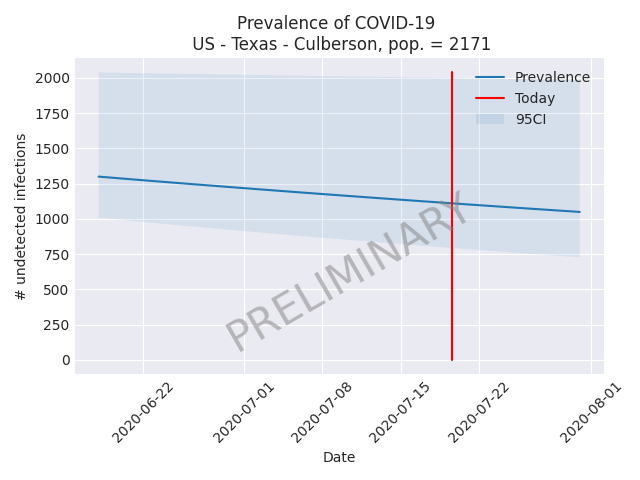 Prevalence of COVID-19
US - Texas - Culberson, pop. = 2171
Prevalence
Today
95CI
# undetected infections
2000
1750
1500
1250
1000
750
500
250
0
PRELIMINARY
2020-06-22
2020-07-01
2020-07-08
2020-07-15
2020-07-22
2020-08-01
Date